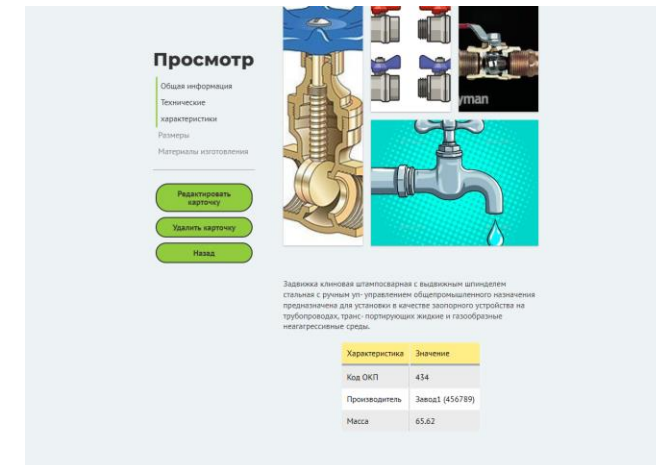 Просмотр
Общая информация
Технические
характеристики
Размеры
Материалы изготовления
Редактировать
карточку
Удалить карточку
Назад
yman
Задвижка клиновая штампосварная с выдвижным шпинделем
стальная с ручным уп- управлением общепромышленного назначения
предназначена для установки в качестве заопорного устройства на
трубопроводах, транс- портирующих жидкие и газообразные
неагагрессивные среды.
Характеристика Значение
Код ОКП 434
Производитель Завод1 (456789)
Масса 65.62